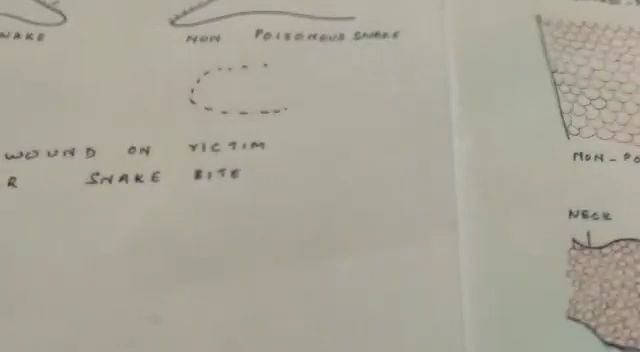 NAKE
NON POISONOUS SNAKE
WOUND ON VICTIM
R SNAKE BITE
NON-PO
NECK